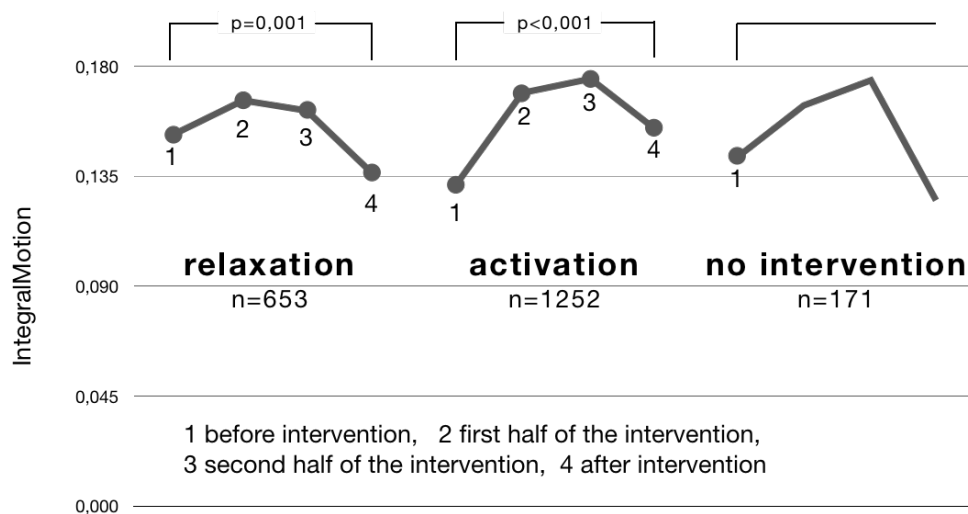 p=0,001
p<0,001
0,180
1
2
3
4
1
2
3
4
1
0,135
relaxation
activation
no intervention
0,090
n=653
n=1252
n=171
IntegralMotion
0,045
1 before intervention, 2 first half of the intervention,
3 second half of the intervention, 4 after intervention
0,000